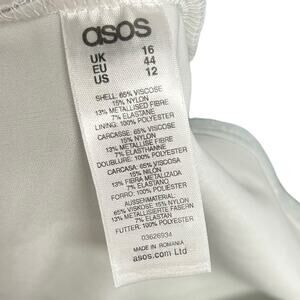 asos
UK 16
EU 44
US 12
SHELL: 65% VISCOSE
15% NYLON
13% METALLISED FIBRE
7% ELASTANE
LINING: 100% POLYESTER
CARCASSE: 65% VISCOSE
15% NYLON
13% METALLISED FIBRE
7% ELASTHANNE
DOUBLURE: 100% POLYESTER
CARCASA: 65% VISCOSA
15% NILON
13% FIBRA METALIZADA
7% ELASTANO
FORRO: 100% POLIESTER
AUSSENMATERIAL:
65% VISKOSE 15% NYLON
13% METALLISIERTE FASERN
7% ELASTAN
FUTTER: 100% POLYESTER
03626934
MADE IN ROMANIA
asos.com Ltd